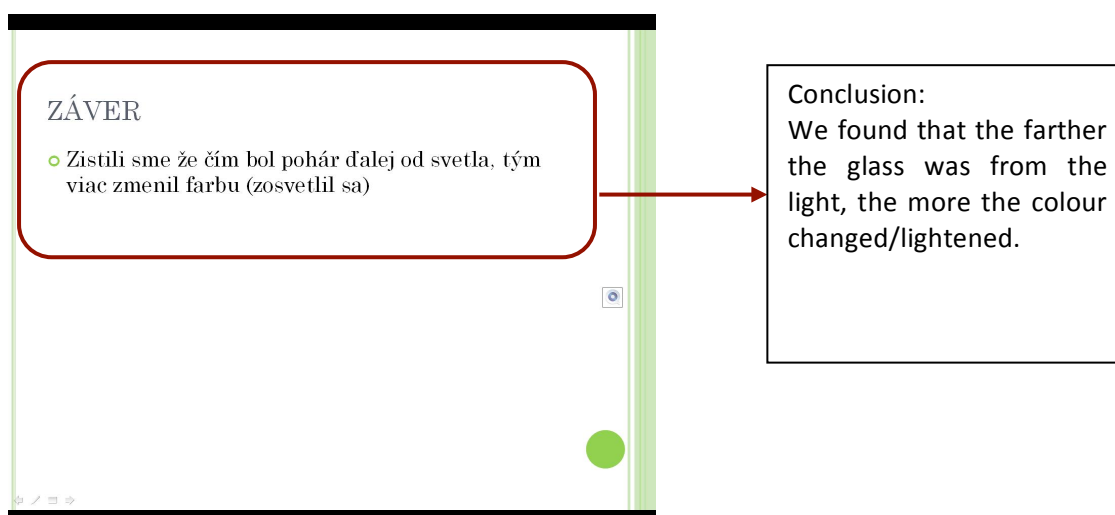 ZÁVER
Zistili sme že čím bol pohár ďalej od svetla, tým
viac zmenil farbu (zosvetlil sa)
Conclusion:
We found that the farther
the glass was from the
light, the more the colour
changed/lightened.